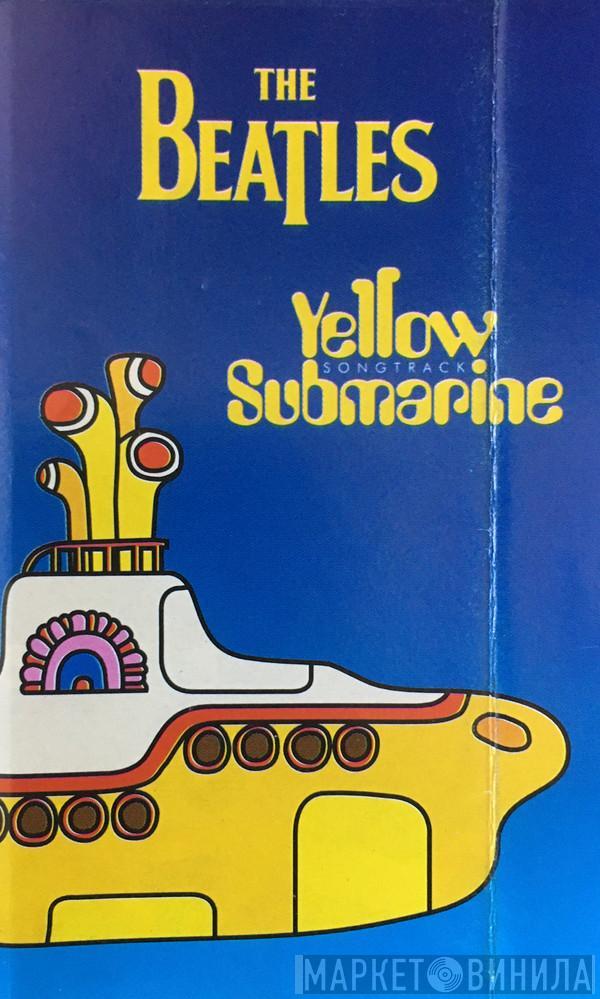 THE
BEATLES
Yellow
SONGTRACK
Submarine
МАРКЕТ ВИНИЛА